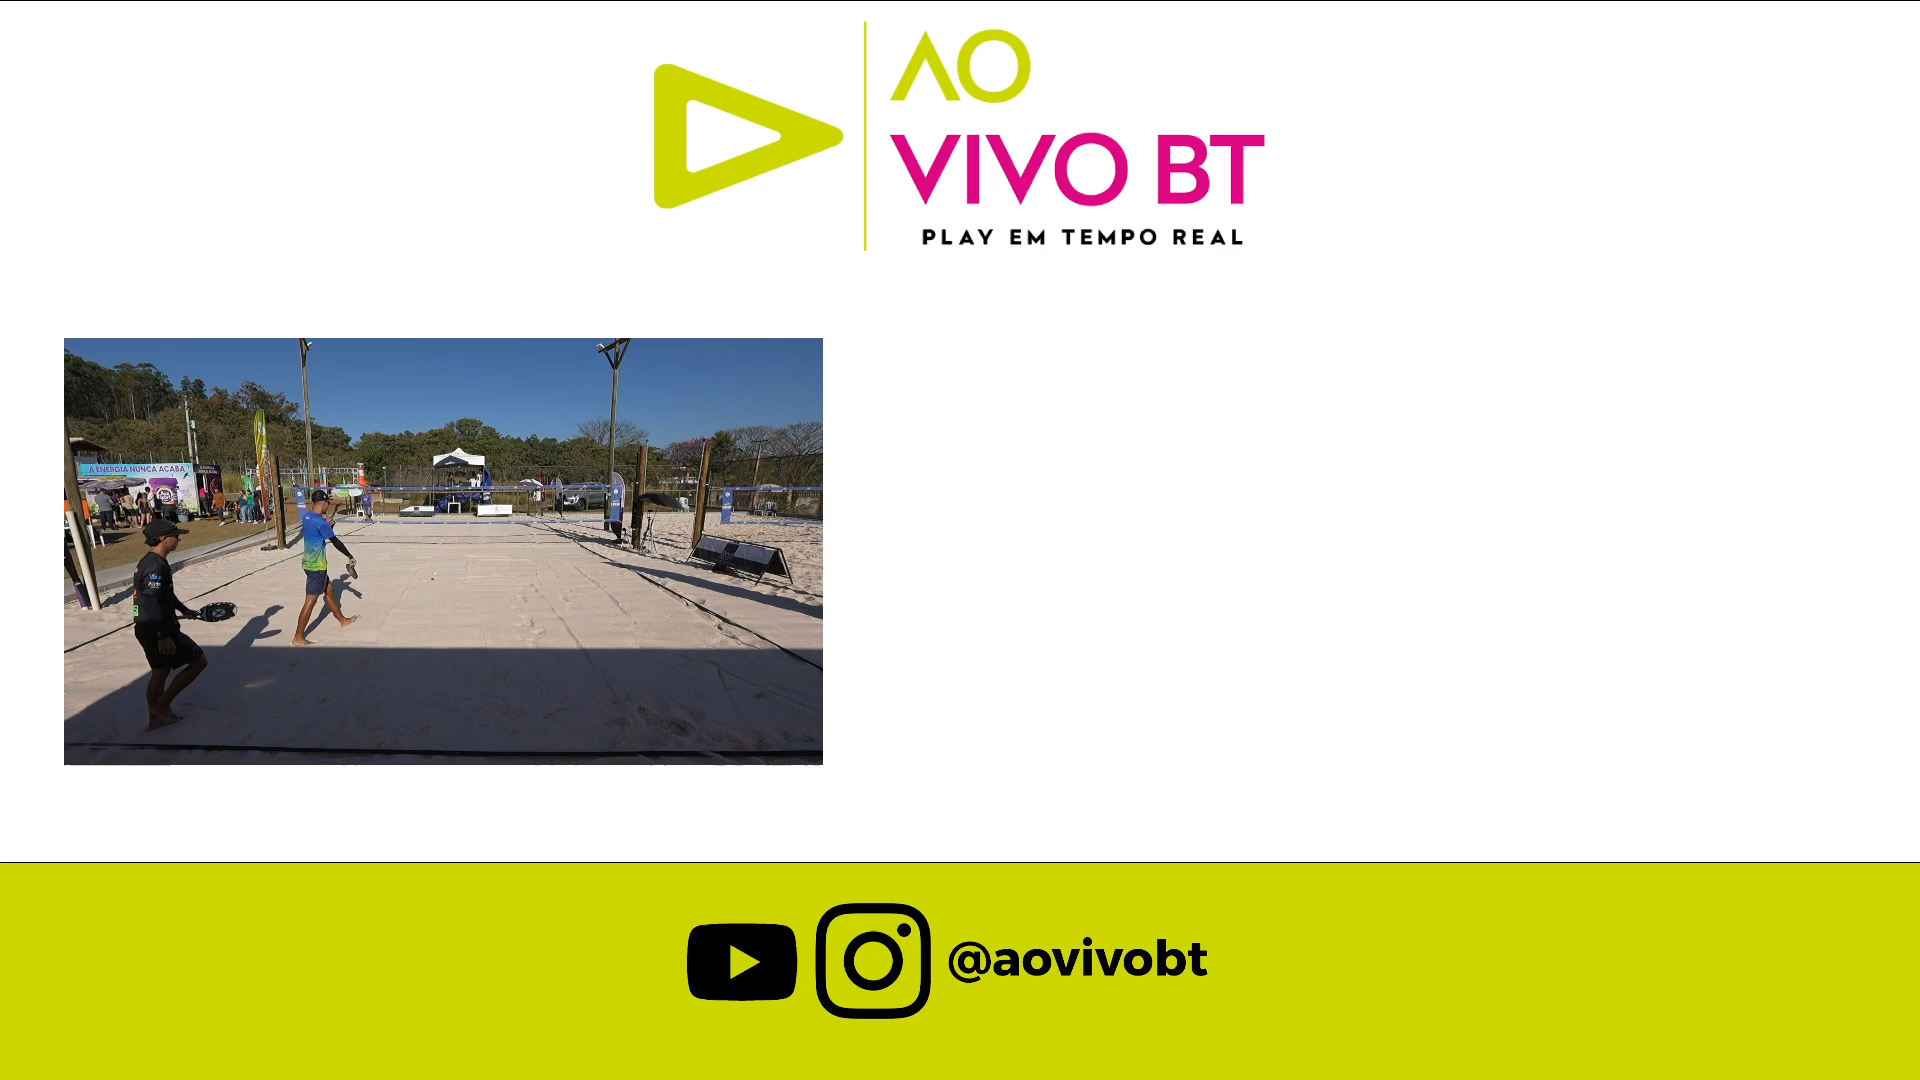 AO
VIVO BT
PLAY EM TEMPO REAL
A ENERGIA NUNCA ACABA
@aovivobt